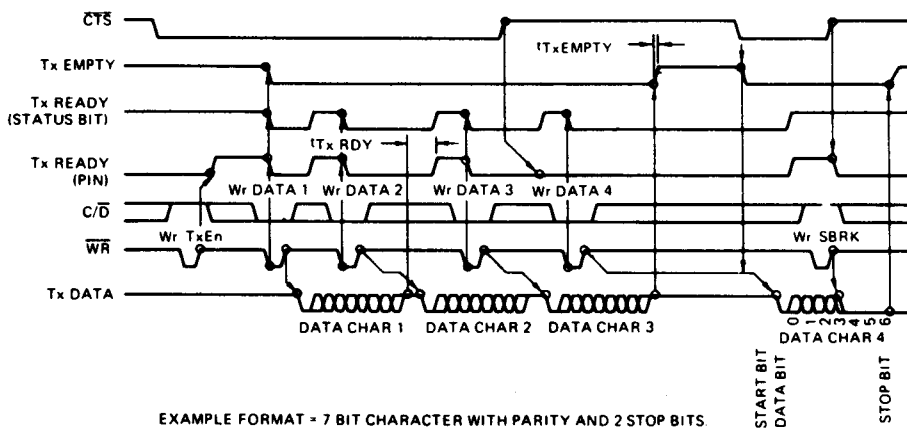 CTS
tTxEMPTY
Tx EMPTY
Tx READY
(STATUS BIT)
tTx RDY
Tx READY
(PIN)
Wr DATA 1 Wr DATA 2 Wr DATA 3 Wr DATA 4
C/D
Wr TxEn
Wr SBRK
WR
Tx DATA
0 1 2 3 4 5 6
DATA CHAR 1 DATA CHAR 2 DATA CHAR 3 DATA CHAR 4
START BIT
DATA BIT
STOP BIT
EXAMPLE FORMAT = 7 BIT CHARACTER WITH PARITY AND 2 STOP BITS.